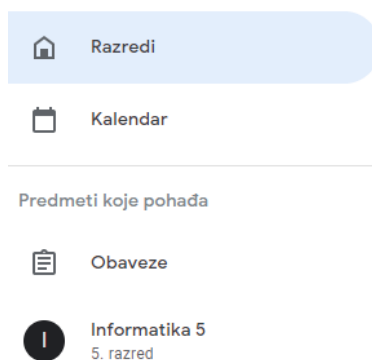 Razredi
Kalendar
Predmeti koje pohađa
Obaveze
I
Informatika 5
5. razred